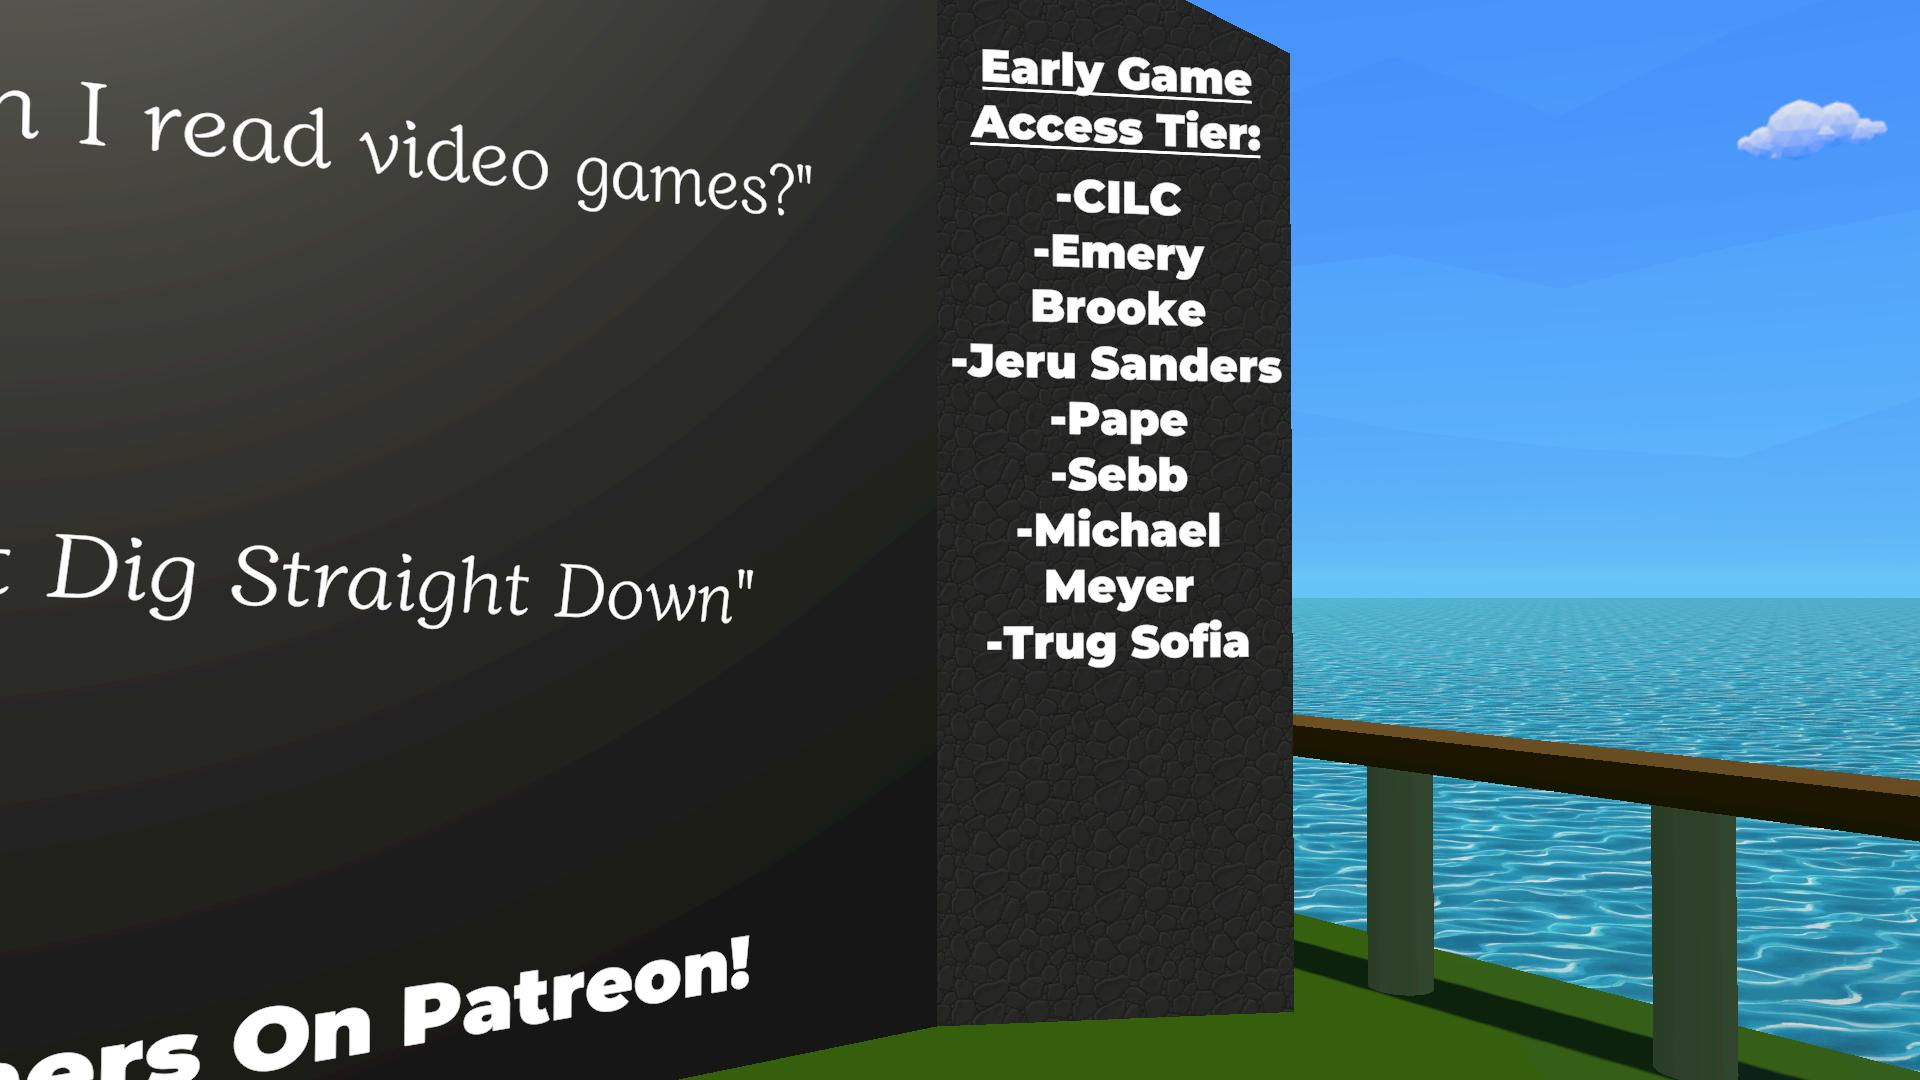 I read video games?"
Dig Straight Down"
On Patreon!
Early Game
Access Tier:
-CILC
-Emery
Brooke
-Jeru Sanders
-Pape
-Sebb
-Michael
Meyer
-Trug Sofia